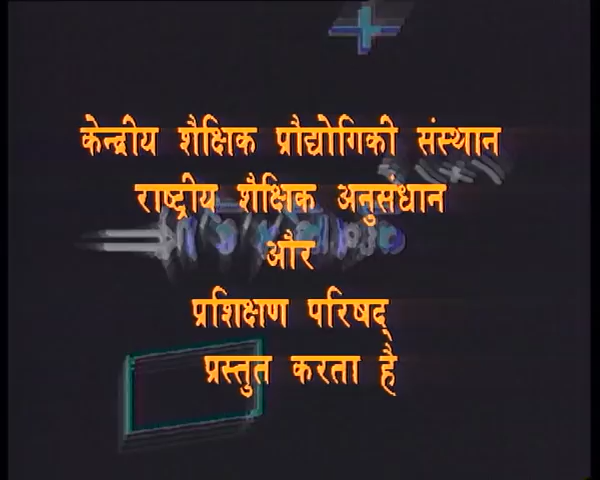 केन्द्रीय शैक्षिक प्रौद्योगिकी संस्थान
राष्ट्रीय शैक्षिक अनुसंधान
और
प्रशिक्षण परिषद्
प्रस्तुत करता है